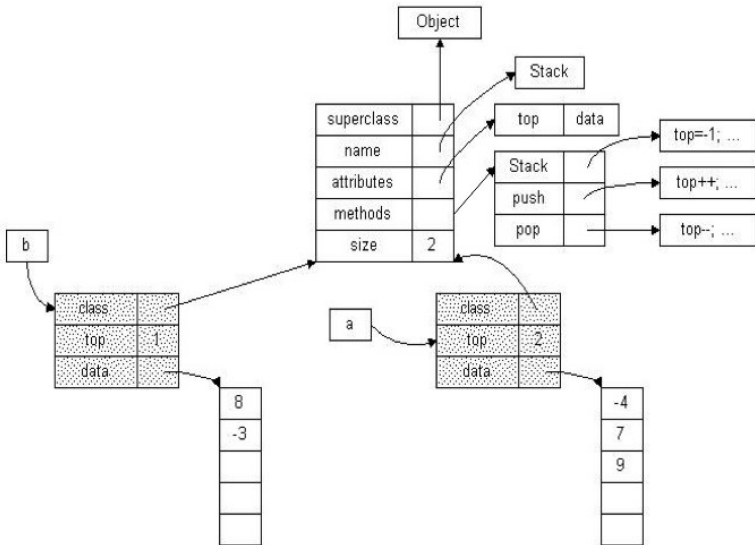 Object
Stack
superclass
name
attributes
methods
size 2
top data
Stack
push
pop
top=-1; ...
top++; ...
top--; ...
b
class
top 1
data
8
-3
a
class
top 2
data
-4
7
9